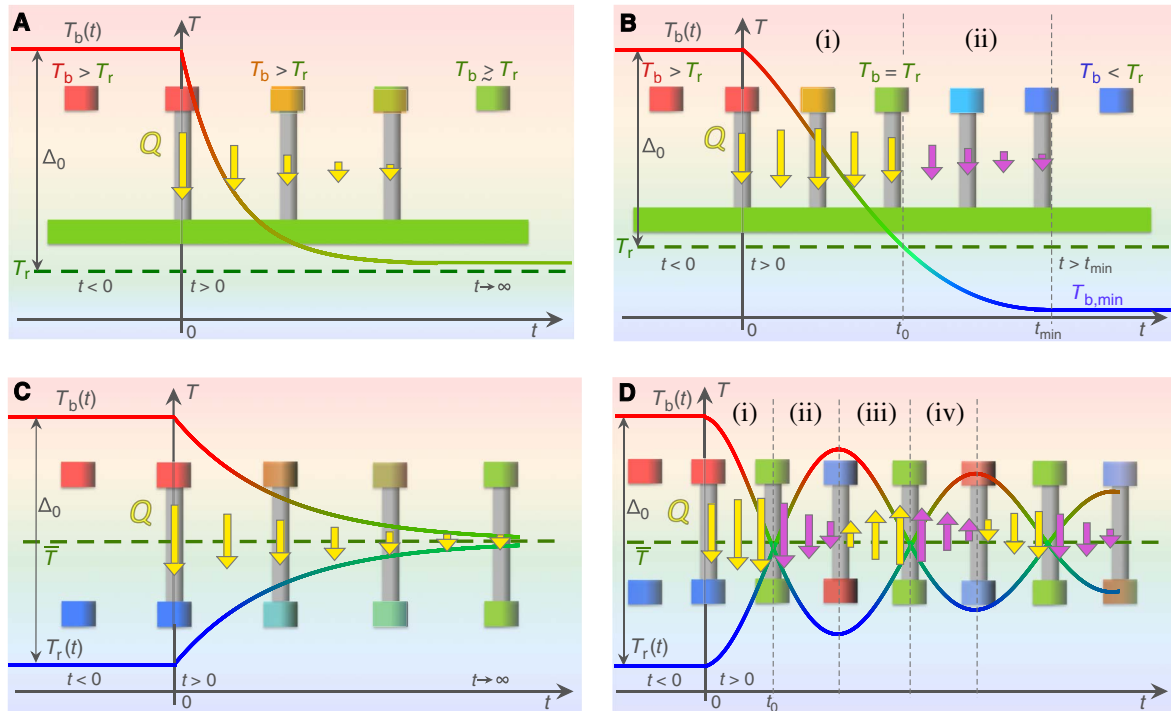 A
T_b(t)
T
T_b > T_r
T_b > T_r
T_b ≳ T_r
Q
Δ_0
T_r
t < 0
t > 0
t → ∞
0
t
B
T_b(t)
T
(i)
(ii)
T_b > T_r
T_b = T_r
T_b < T_r
Q
Δ_0
T_r
t < 0
t > 0
t > t_min
T_b,min
0
t_0
t_min
t
C
T_b(t)
T
Q
Δ_0
T̅
T_r(t)
t < 0
t > 0
t → ∞
0
t
D
T_b(t)
T
(i)
(ii)
(iii)
(iv)
Q
Δ_0
T̅
T_r(t)
t < 0
t > 0
0
t_0
t